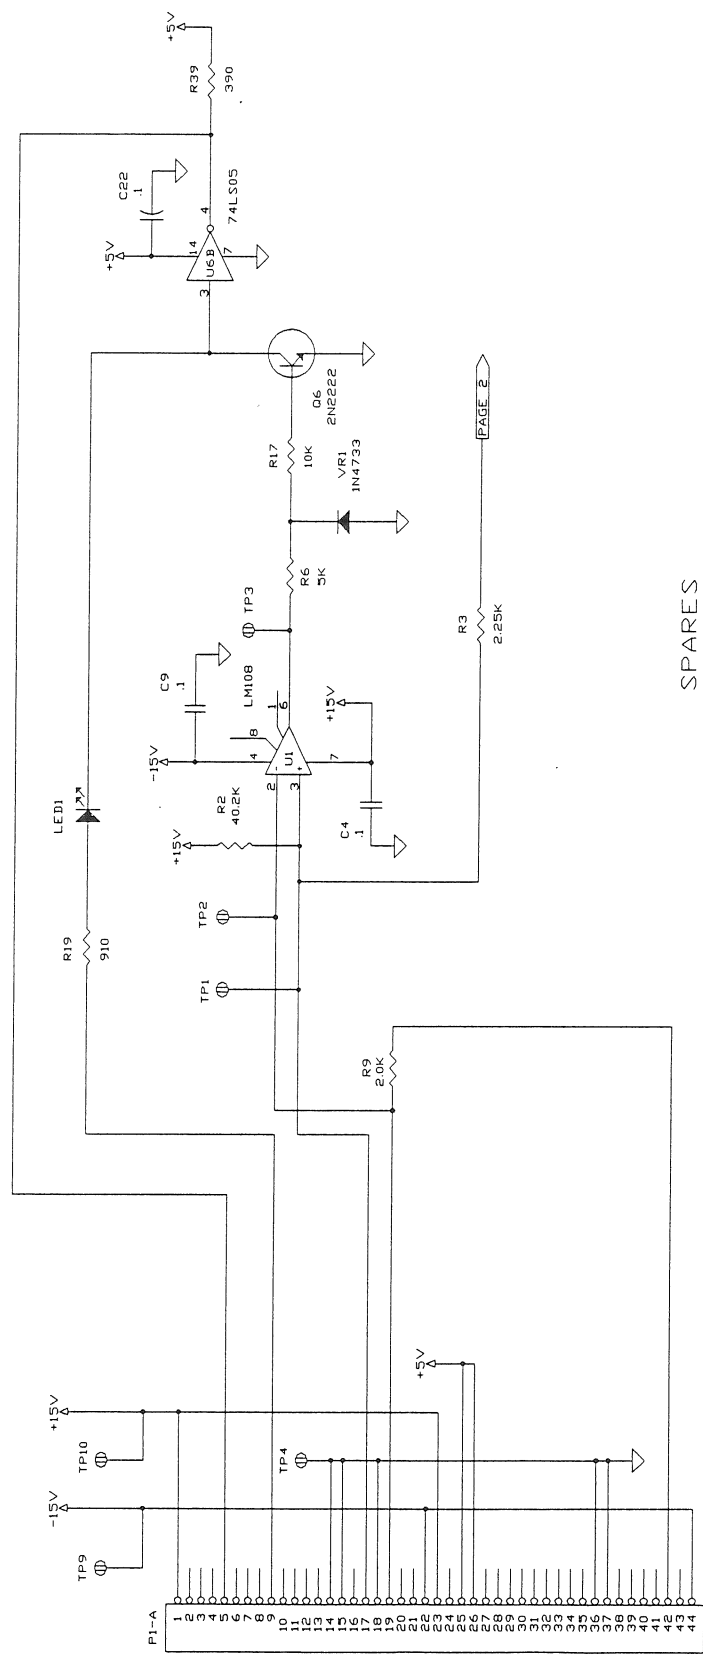 +5V
R39
390
C22
.1
+5V
14
4
74LS05
U6B
7
3
Q6
2N2222
R17
10K
VR1
1N4733
PAGE 2
R6
5K
TP3
R3
2.25K
SPARES
C9
.1
LM108
-15V
4
8
1
6
U1
2
-
3
+
7
+15V
C4
.1
LED1
R2
40.2K
+15V
TP2
TP1
R19
910
R9
2.0K
+5V
+15V
TP10
TP4
-15V
TP9
P1-A
1
2
3
4
5
6
7
8
9
10
11
12
13
14
15
16
17
18
19
20
21
22
23
24
25
26
27
28
29
30
31
32
33
34
35
36
37
38
39
40
41
42
43
44